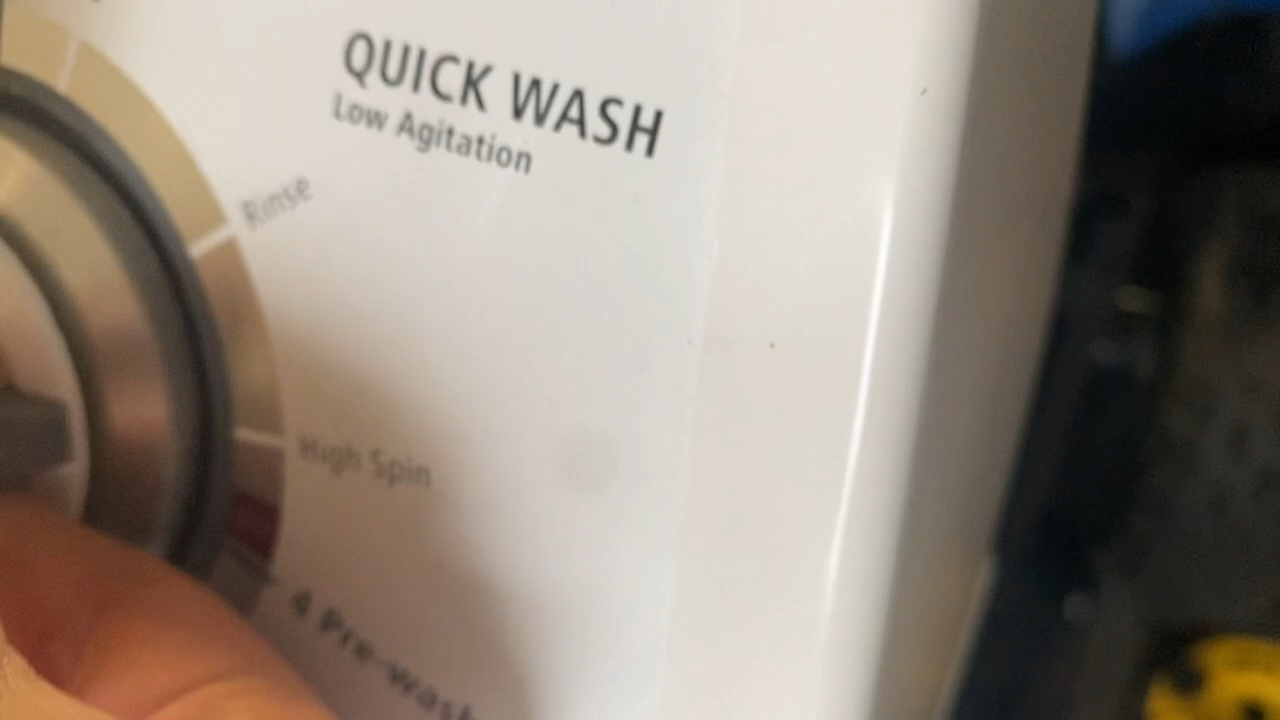 QUICK WASH
Low Agitation
Rinse
High Spin
4 Pre-wash